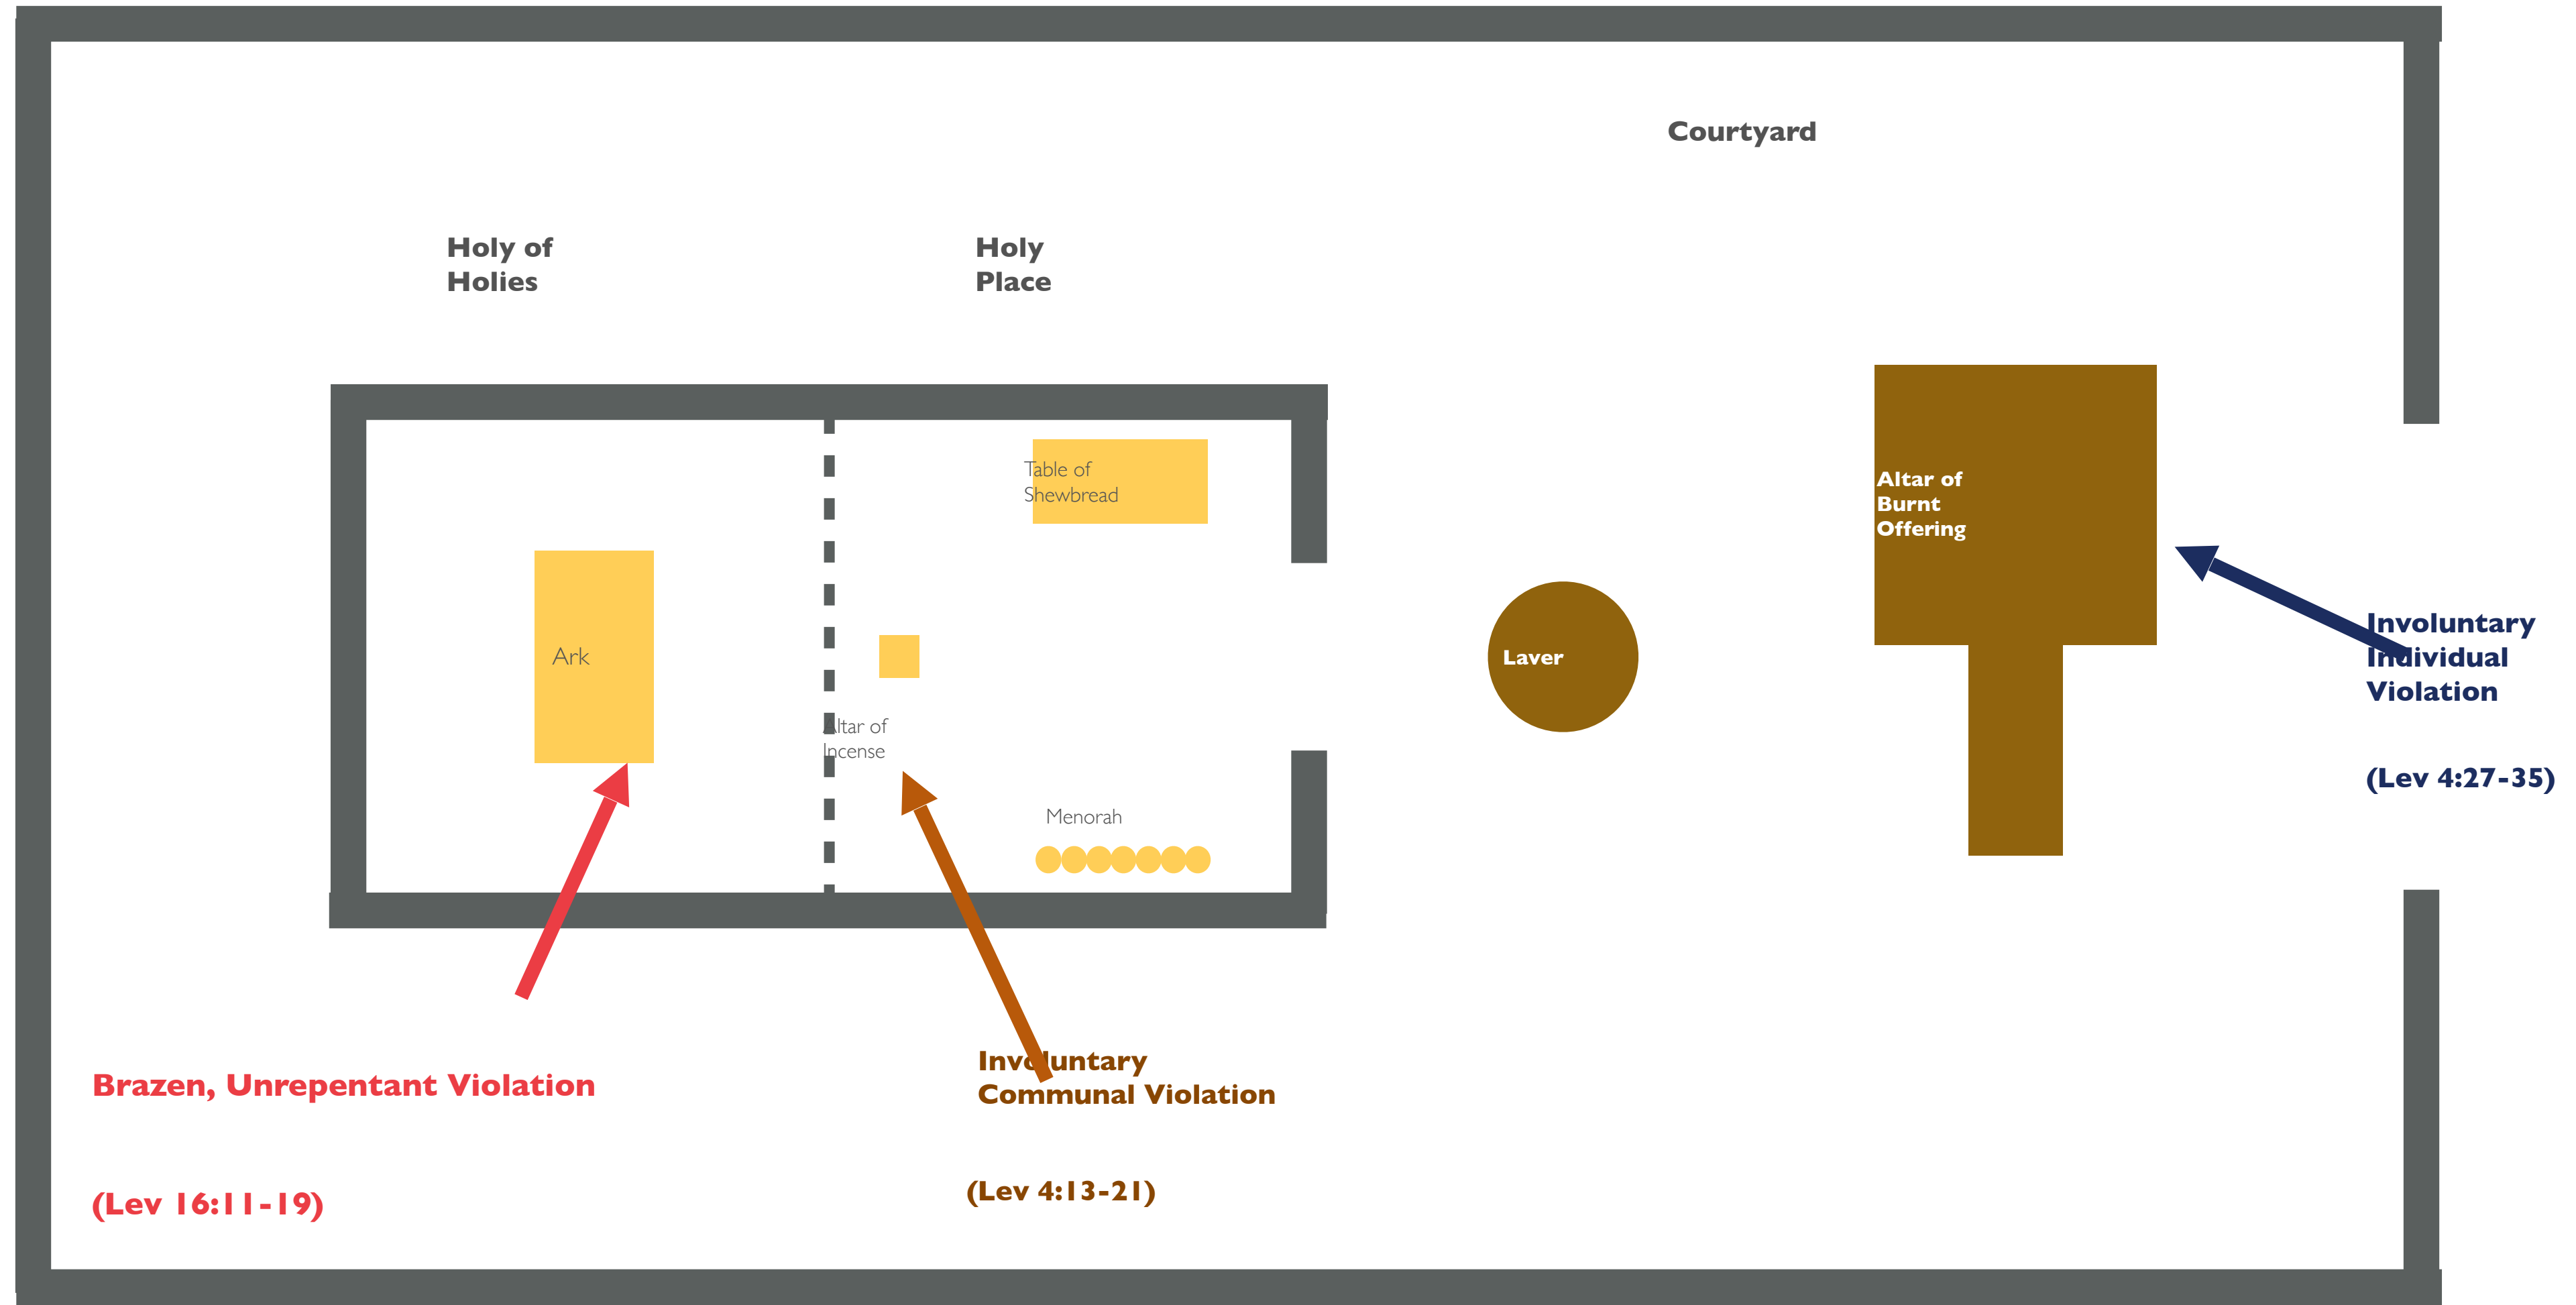 Courtyard
Holy of
Holies
Holy
Place
Table of
Shewbread
Altar of
Burnt
Offering
Ark
Laver
Involuntary
Individual
Violation
Altar of
Incense
(Lev 4:27-35)
Menorah
Brazen, Unrepentant Violation
Involuntary
Communal Violation
(Lev 16:11-19)
(Lev 4:13-21)